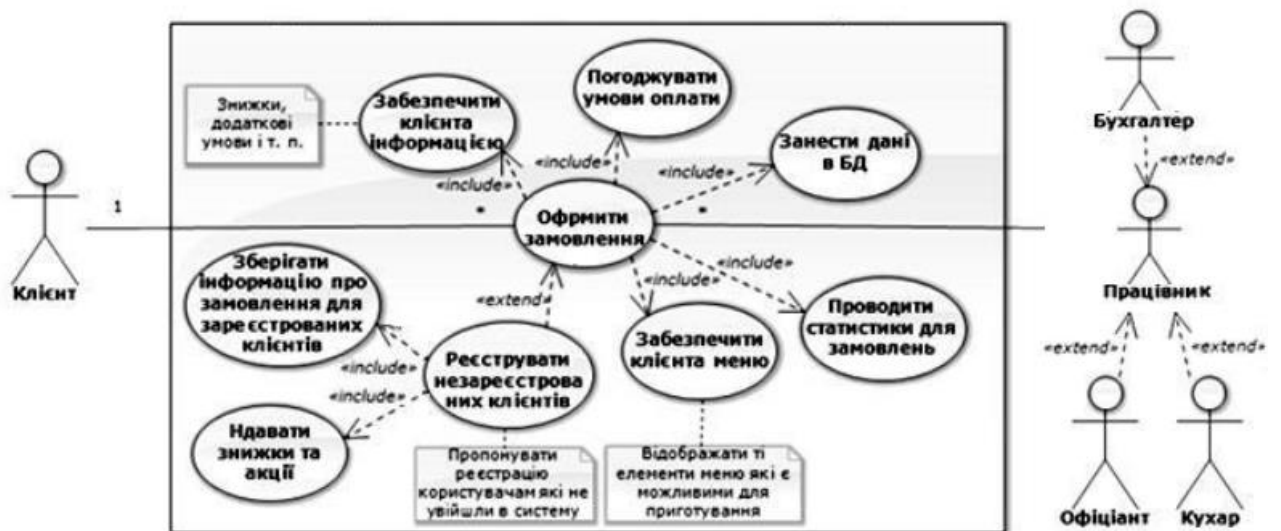 Знижки,
додаткові
умови і т. п.
Забезпечити
клієнта
інформацією
Погоджувати
умови оплати
Занести дані
в БД
«include»
«include»
«include»
1
*
*
Офрмити
замовлення
Клієнт
Зберігати
інформацію про
замовлення для
зареєстрованих
клієнтів
«extend»
«include»
«include»
Забезпечити
клієнта меню
Проводити
статистики для
замовлень
Реєструвати
незареєстрова
них клієнтів
«include»
«include»
Ндавати
знижки та
акції
Пропонувати
реєстрацію
користувачам які не
увійшли в систему
Відображати ті
елементи меню які є
можливими для
приготування
Бухгалтер
«extend»
Працівник
«extend»
«extend»
Офіціант
Кухар